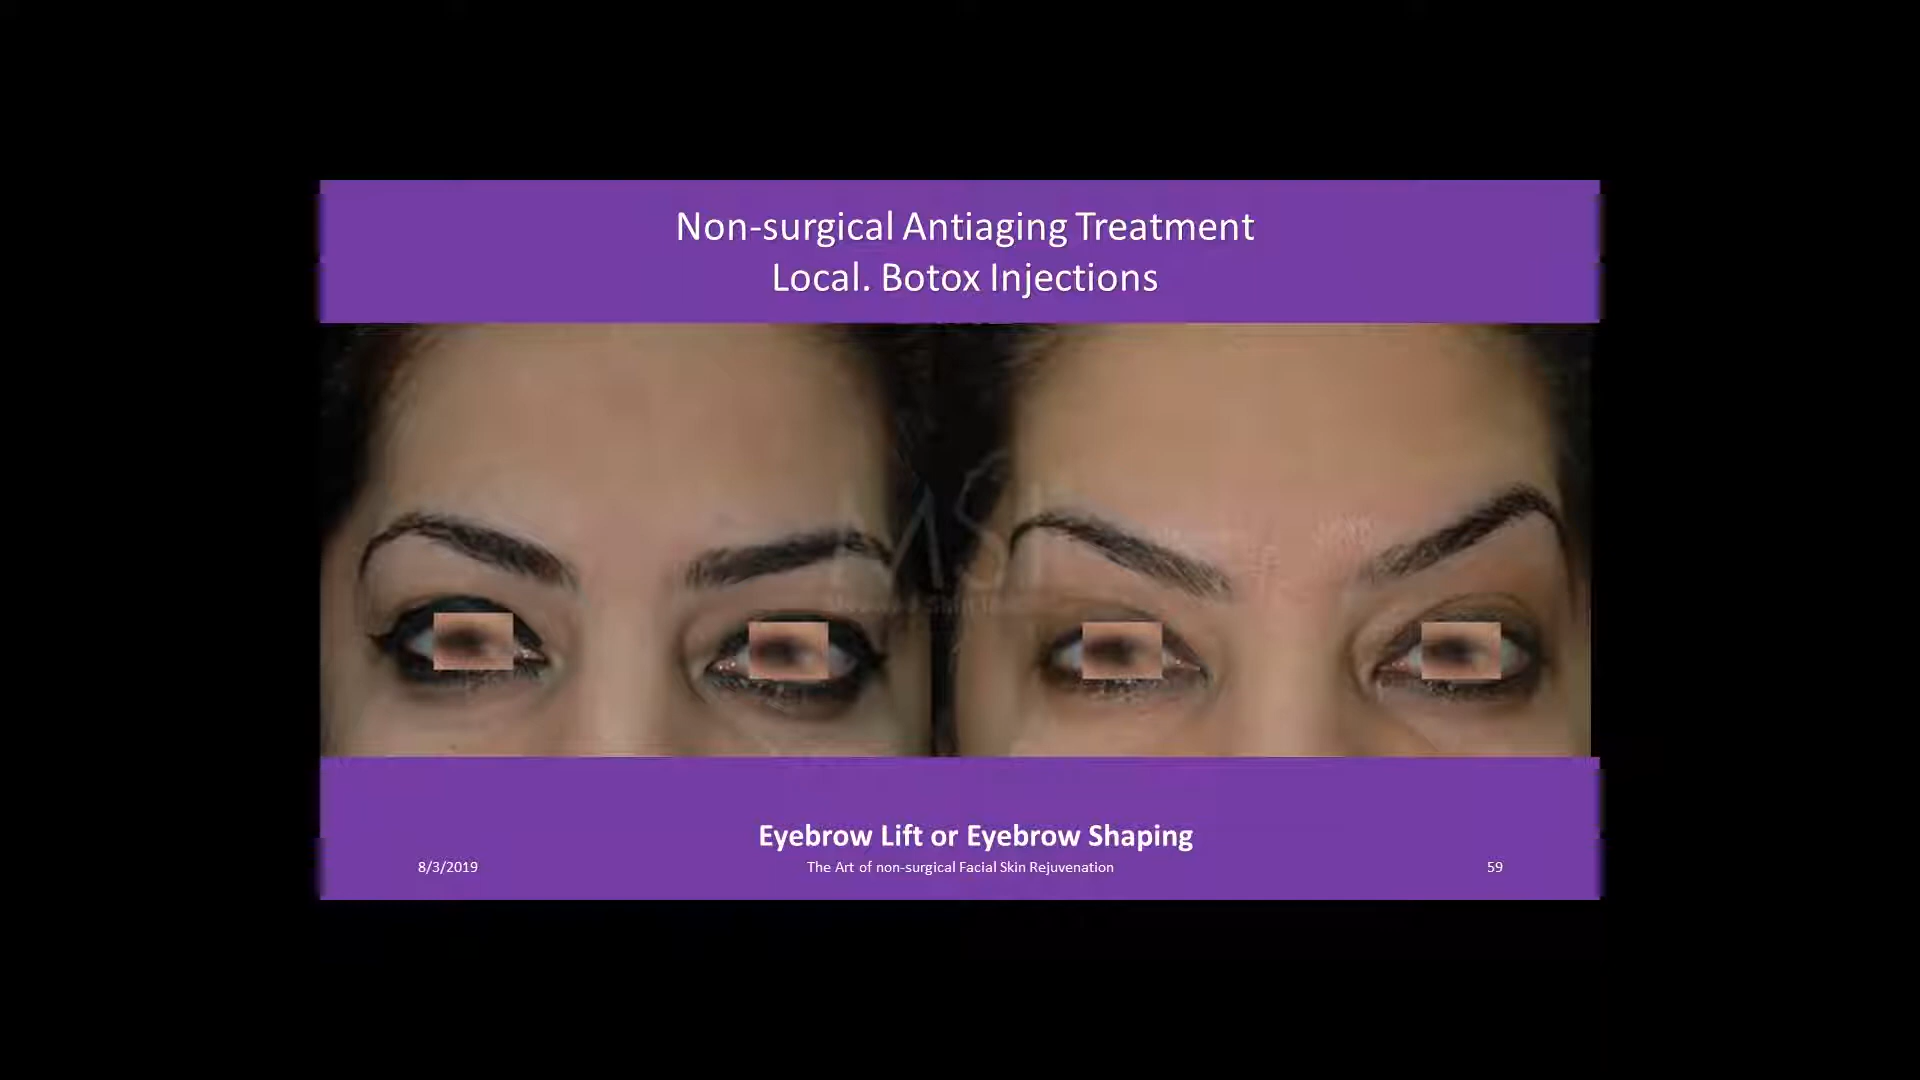 Non-surgical Antiaging Treatment
Local. Botox Injections
Eyebrow Lift or Eyebrow Shaping
8/3/2019
The Art of non-surgical Facial Skin Rejuvenation
59